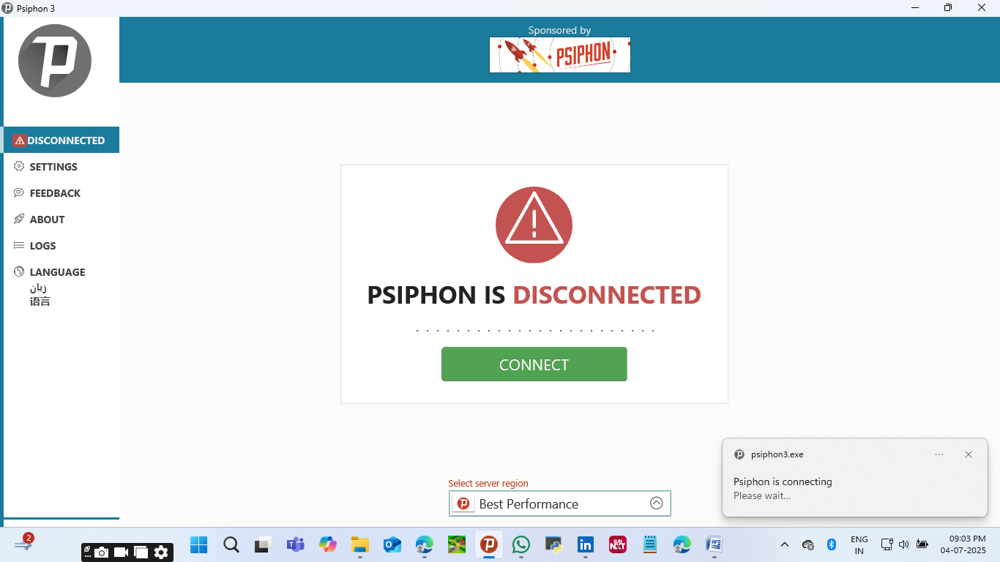 Psiphon 3
Sponsored by
PSIPHON
DISCONNECTED
SETTINGS
FEEDBACK
ABOUT
LOGS
LANGUAGE
زبان
语言
PSIPHON IS DISCONNECTED
CONNECT
Select server region
Best Performance
psiphon3.exe
Psiphon is connecting
Please wait...
2
SUN
NXT
ENG
IN
09:03 PM
04-07-2025